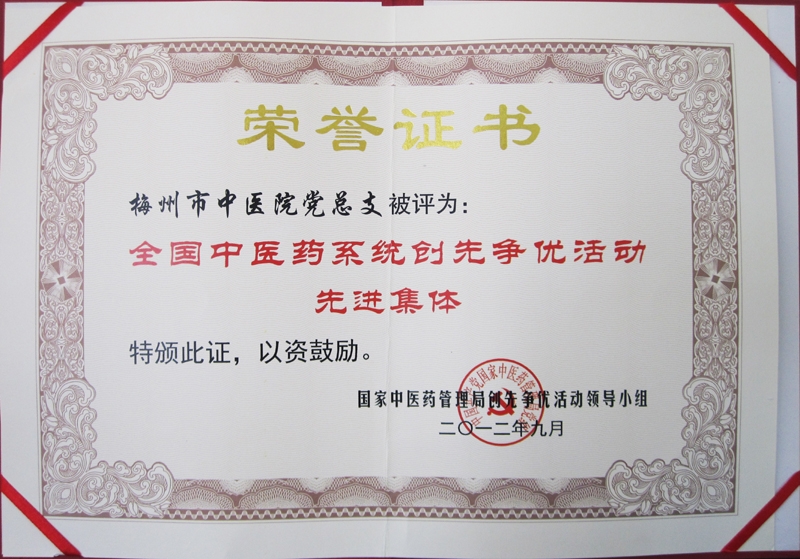 荣誉证书
梅州市中医院党总支被评为：
全国中医药系统创先争优活动
先进集体
特颁此证，以资鼓励。
国家中医药管理局创先争优活动领导小组
二〇一二年九月